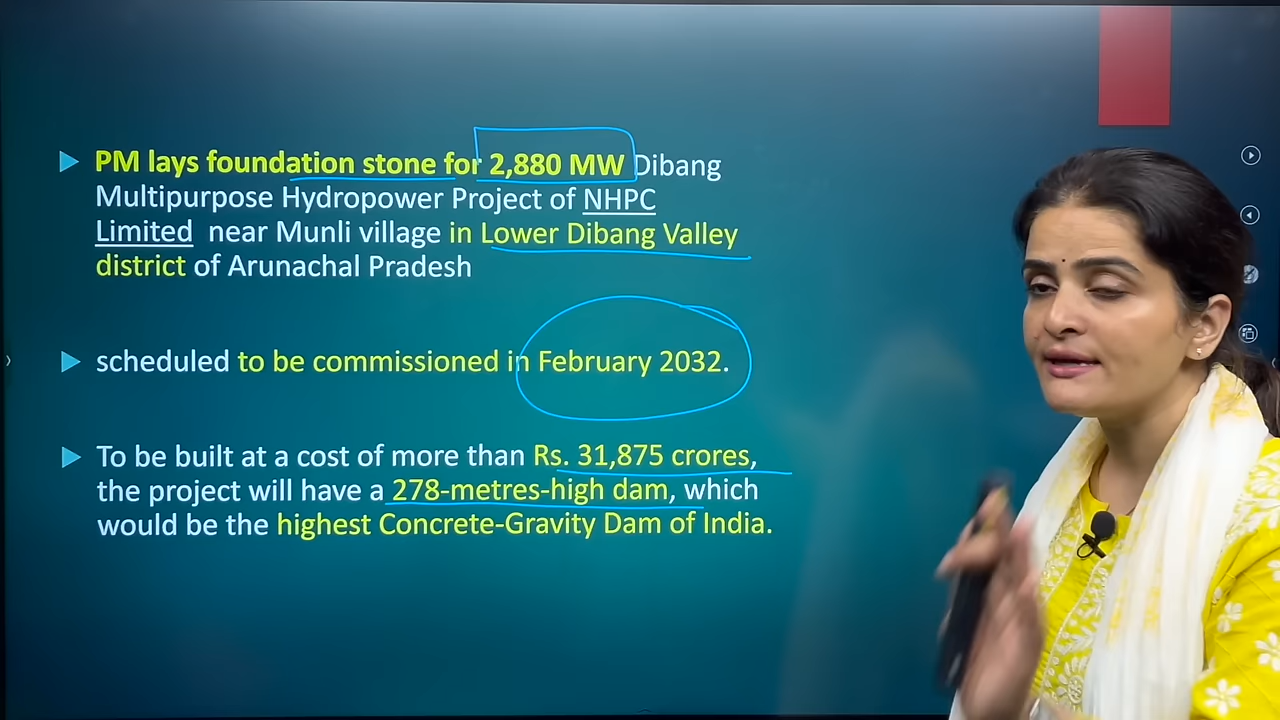 PM lays foundation stone for 2,880 MW Dibang
Multipurpose Hydropower Project of NHPC
Limited near Munli village in Lower Dibang Valley
district of Arunachal Pradesh
scheduled to be commissioned in February 2032.
To be built at a cost of more than Rs. 31,875 crores,
the project will have a 278-metres-high dam, which
would be the highest Concrete-Gravity Dam of India.